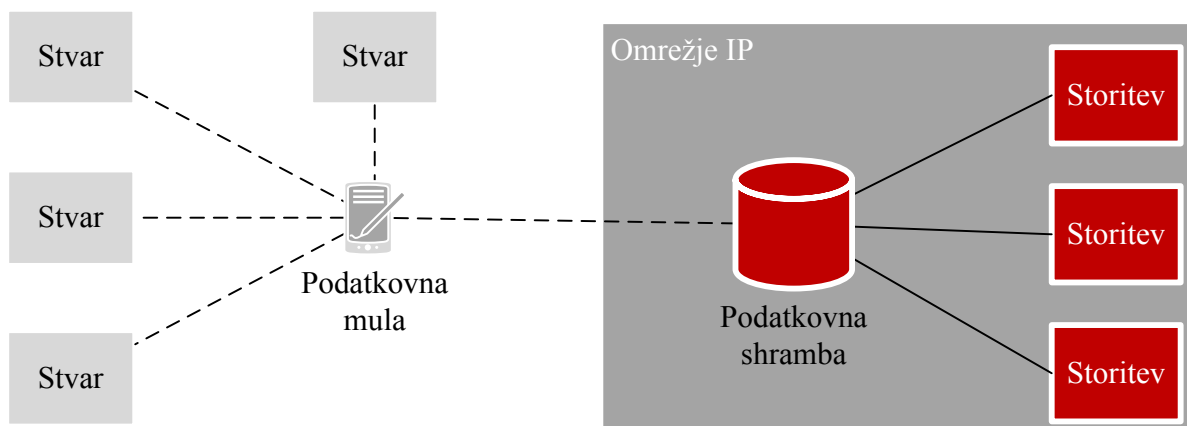 Stvar
Stvar
Omrežje IP
Storitev
Stvar
Storitev
Podatkovna
mula
Podatkovna
shramba
Stvar
Storitev